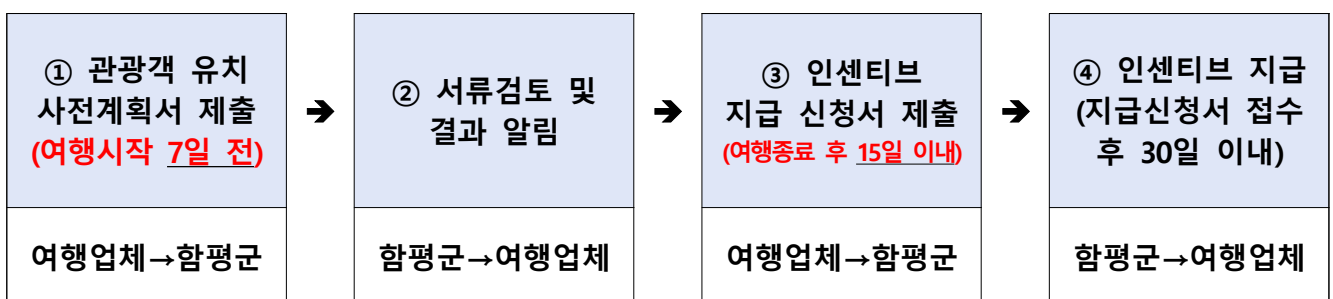 ① 관광객 유치
사전계획서 제출
(여행시작 7일 전)
여행업체→함평군
➔
② 서류검토 및
결과 알림
함평군→여행업체
➔
③ 인센티브
지급 신청서 제출
(여행종료 후 15일 이내)
여행업체→함평군
➔
④ 인센티브 지급
(지급신청서 접수
후 30일 이내)
함평군→여행업체